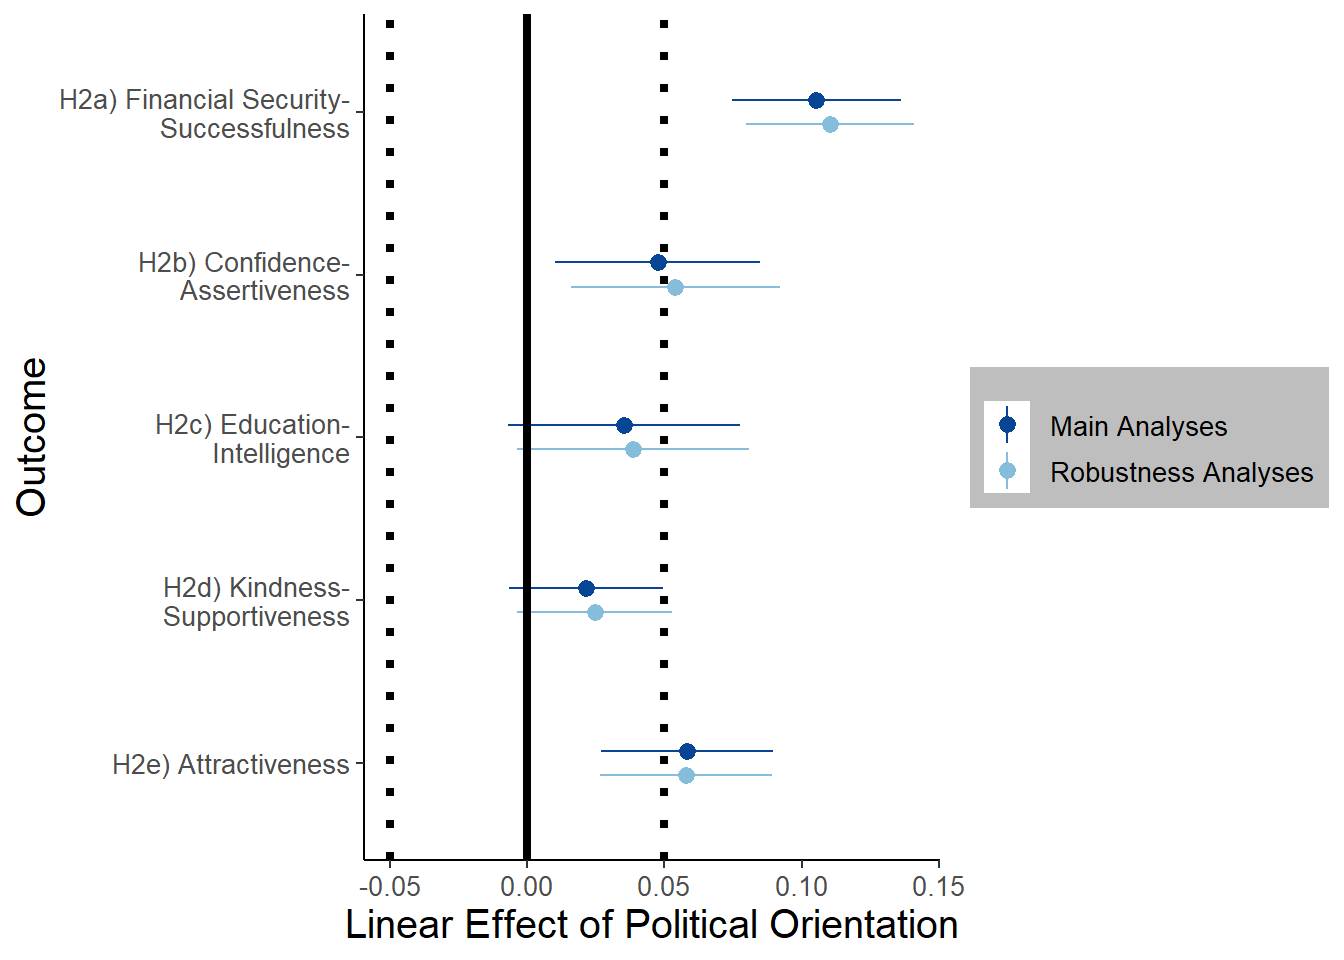 H2a) Financial Security-
Successfulness
H2b) Confidence-
Assertiveness
H2c) Education-
Intelligence
H2d) Kindness-
Supportiveness
H2e) Attractiveness
Outcome
-0.05
0.00
0.05
0.10
0.15
Linear Effect of Political Orientation
Main Analyses
Robustness Analyses